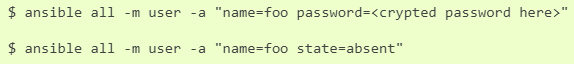 $ ansible all -m user -a "name=foo password=<crypted password here>"
$ ansible all -m user -a "name=foo state=absent"